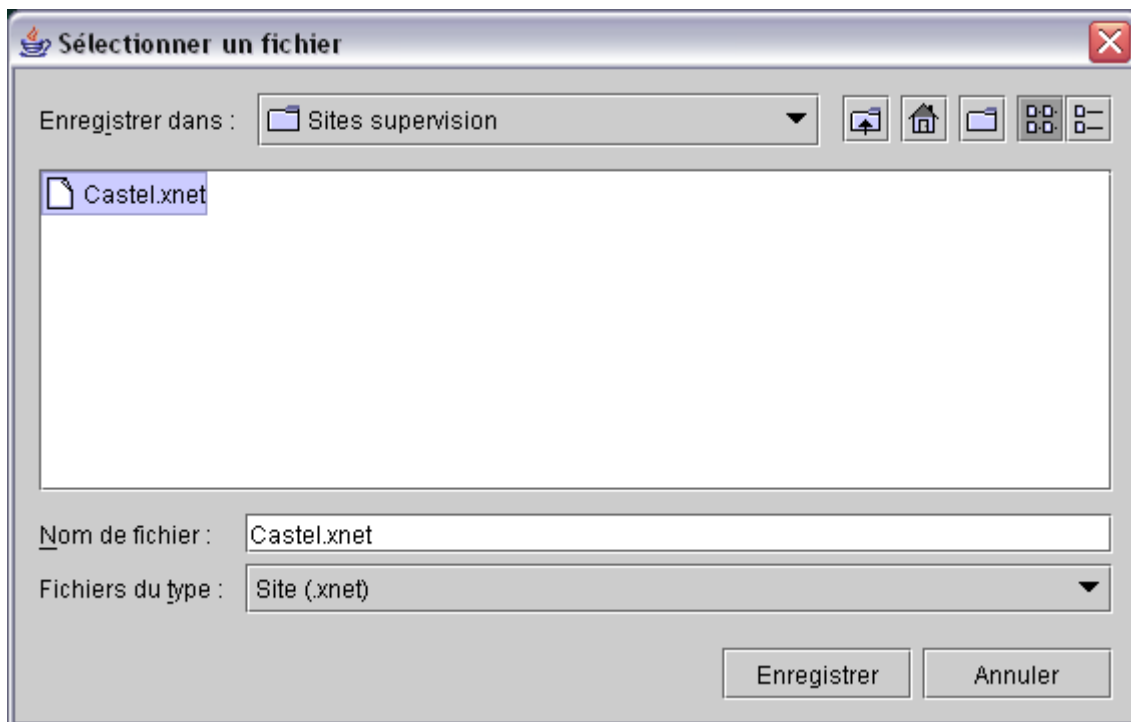 Sélectionner un fichier
Enregistrer dans : Sites supervision
Castel.xnet
Nom de fichier : Castel.xnet
Fichiers du type : Site (.xnet)
Enregistrer Annuler